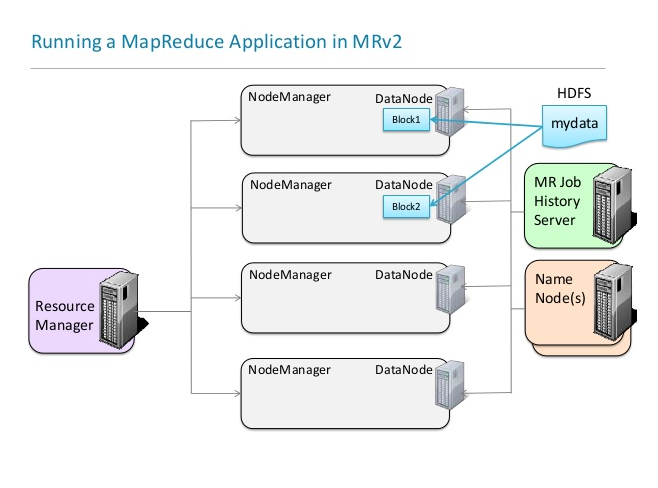 Running a MapReduce Application in MRv2
HDFS
NodeManager
DataNode
Block1
mydata
NodeManager
DataNode
Block2
MR Job
History
Server
NodeManager
DataNode
Name
Node(s)
Resource
Manager
NodeManager
DataNode